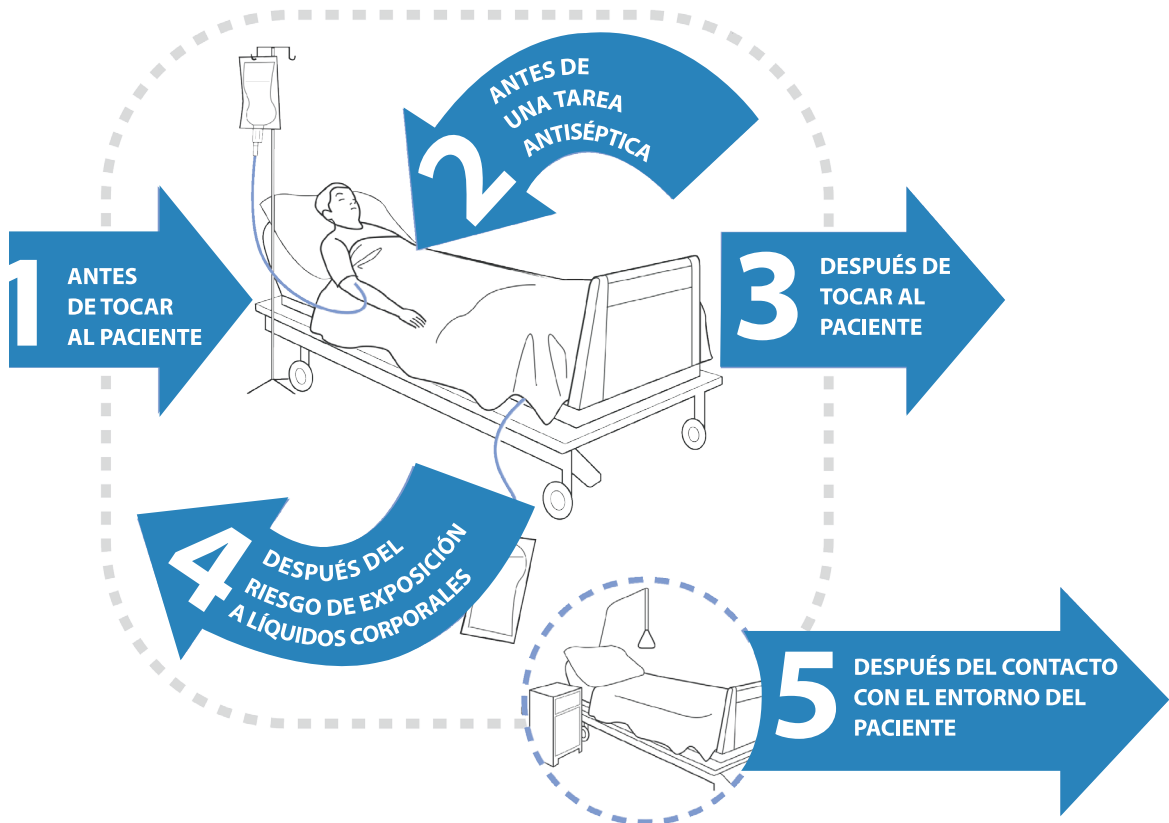 1
ANTES
DE TOCAR
AL PACIENTE
2
ANTES DE
UNA TAREA
ANTISÉPTICA
3
DESPUÉS DE
TOCAR AL
PACIENTE
4
DESPUÉS DEL
RIESGO DE EXPOSICIÓN
A LÍQUIDOS CORPORALES
5
DESPUÉS DEL CONTACTO
CON EL ENTORNO DEL
PACIENTE